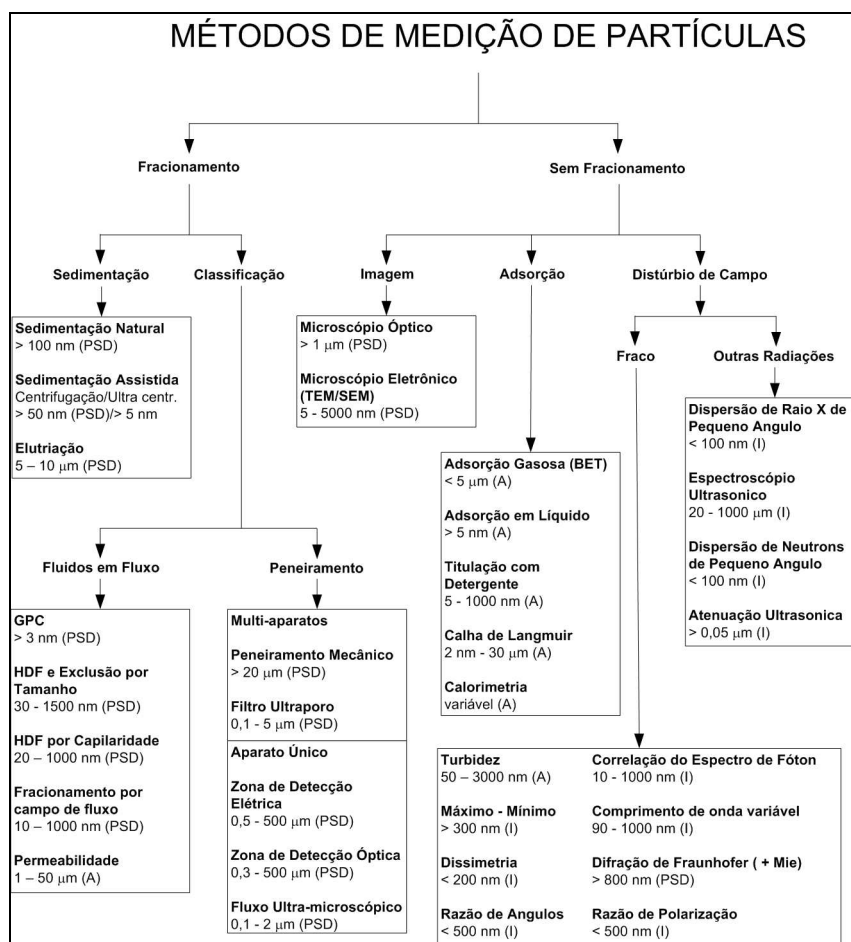 MÉTODOS DE MEDIÇÃO DE PARTÍCULAS
Fracionamento
Sem Fracionamento
Sedimentação
Classificação
Imagem
Adsorção
Distúrbio de Campo
Sedimentação Natural
> 100 nm (PSD)
Sedimentação Assistida
Centrifugação/Ultra centr.
> 50 nm (PSD)/> 5 nm
Elutriação
5 – 10 μm (PSD)
Microscópio Óptico
> 1 μm (PSD)
Microscópio Eletrônico
(TEM/SEM)
5 - 5000 nm (PSD)
Fraco
Outras Radiações
Dispersão de Raio X de
Pequeno Angulo
< 100 nm (I)
Espectroscópio
Ultrasonico
20 - 1000 μm (I)
Dispersão de Neutrons
de Pequeno Angulo
< 100 nm (I)
Atenuação Ultrasonica
> 0,05 μm (I)
Adsorção Gasosa (BET)
< 5 μm (A)
Adsorção em Líquido
> 5 nm (A)
Titulação com
Detergente
5 - 1000 nm (A)
Calha de Langmuir
2 nm - 30 μm (A)
Calorimetria
variável (A)
Fluidos em Fluxo
Peneiramento
GPC
> 3 nm (PSD)
HDF e Exclusão por
Tamanho
30 - 1500 nm (PSD)
HDF por Capilaridade
20 – 1000 nm (PSD)
Fracionamento por
campo de fluxo
10 – 1000 nm (PSD)
Permeabilidade
1 – 50 μm (A)
Multi-aparatos
Peneiramento Mecânico
> 20 μm (PSD)
Filtro Ultraporo
0,1 - 5 μm (PSD)
Aparato Único
Zona de Detecção
Elétrica
0,5 - 500 μm (PSD)
Zona de Detecção Óptica
0,3 - 500 μm (PSD)
Fluxo Ultra-microscópico
0,1 - 2 μm (PSD)
Turbidez
50 – 3000 nm (A)
Máximo - Mínimo
> 300 nm (I)
Dissimetria
< 200 nm (I)
Razão de Angulos
< 500 nm (I)
Correlação do Espectro de Fóton
10 - 1000 nm (I)
Comprimento de onda variável
90 - 1000 nm (I)
Difração de Fraunhofer ( + Mie)
> 800 nm (PSD)
Razão de Polarização
< 500 nm (I)